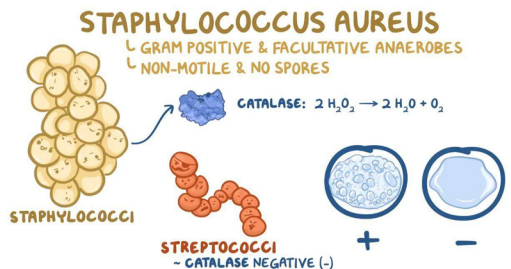 STAPHYLOCOCCUS AUREUS
GRAM POSITIVE & FACULTATIVE ANAEROBES
NON-MOTILE & NO SPORES
CATALASE: 2 H₂O₂ → 2 H₂O + O₂
STAPHYLOCOCCI
STREPTOCOCCI
~ CATALASE NEGATIVE (-)
+ −